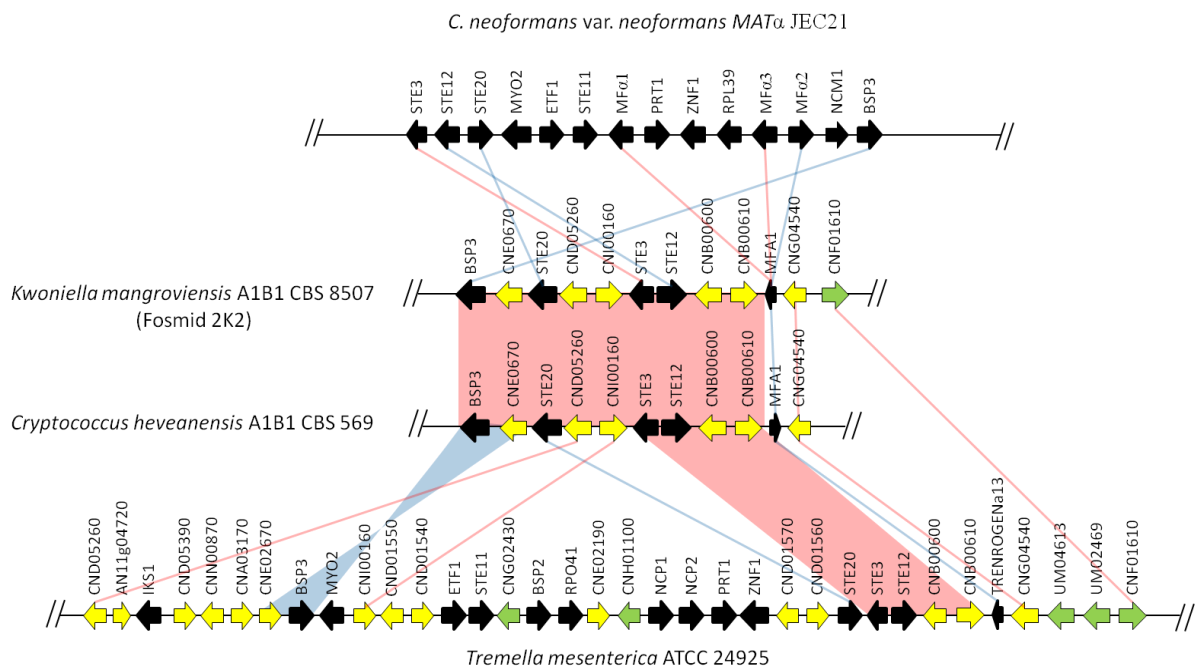 C. neoformans var. neoformans MATα JEC21
STE3 STE12 STE20 MYO2 ETF1 STE11 MFα1 PRT1 ZNF1 RPL39 MFα3 MFα2 NCM1 BSP3
// //
BSP3 CNE0670 STE20 CND05260 CNI00160 STE3 STE12 CNB00600 CNB00610 MFA1 CNG04540 CNF01610
Kwoniella mangroviensis A1B1 CBS 8507
(Fosmid 2K2)
// //
BSP3 CNE0670 STE20 CND05260 CNI00160 STE3 STE12 CNB00600 CNB00610 MFA1 CNG04540
Cryptococcus heveanensis A1B1 CBS 569
// //
CND05260 AN11g04720 IKS1 CND05390 CNN00870 CNA03170 CNE02670 BSP3 MYO2 CNI00160 CND01550 CND01540 ETF1 STE11 CNG02430 BSP2 RPO41 CNE02190 CNH01100 NCP1 NCP2 PRT1 ZNF1 CND01570 CND01560 STE20 STE3 STE12 CNB00600 CNB00610 TRENROGENa13 CNG04540 UM04613 UM02469 CNF01610
// //
Tremella mesenterica ATCC 24925